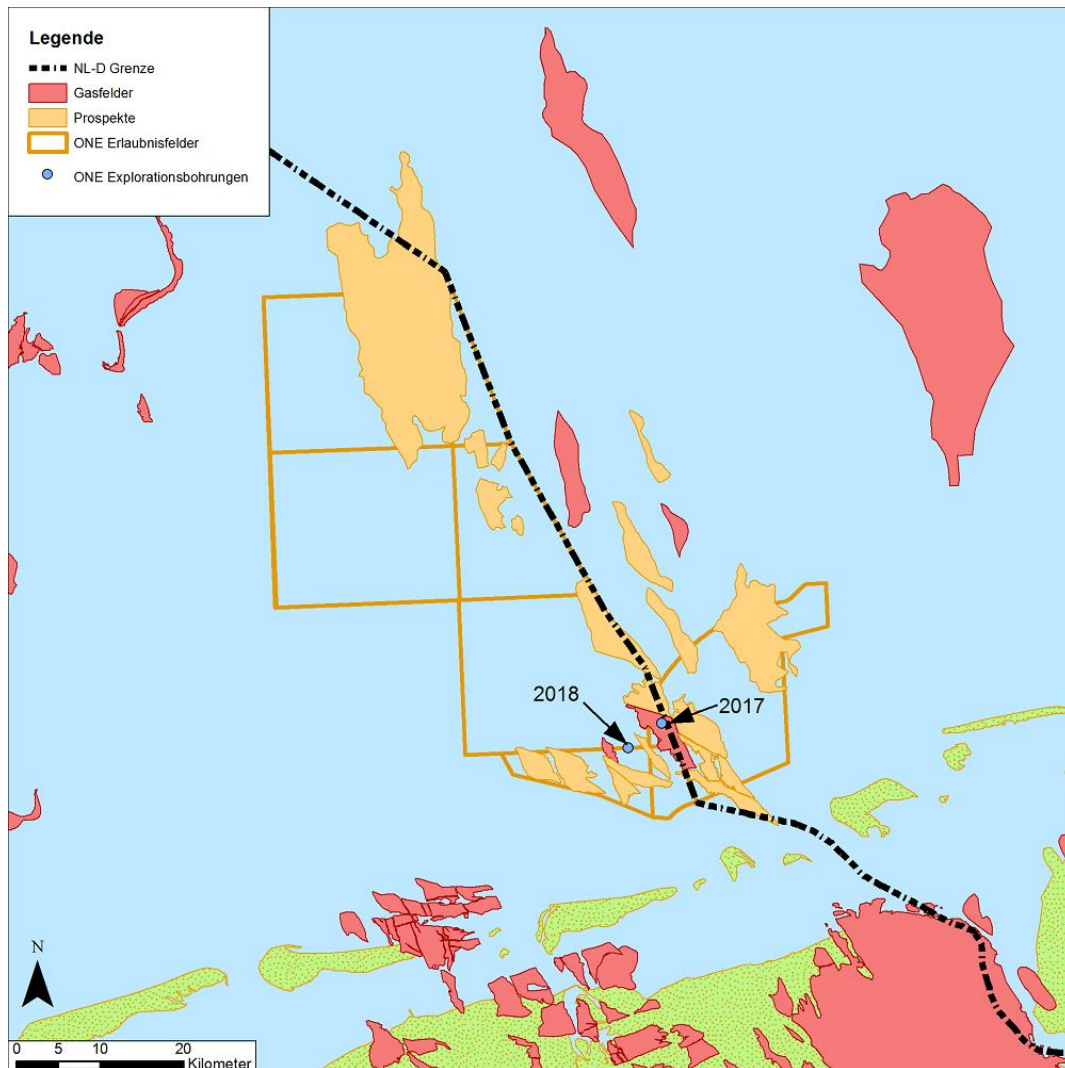 Legende
NL-D Grenze
Gasfelder
Prospekte
ONE Erlaubnisfelder
ONE Explorationsbohrungen
2018
2017
N
0 5 10 20
Kilometer